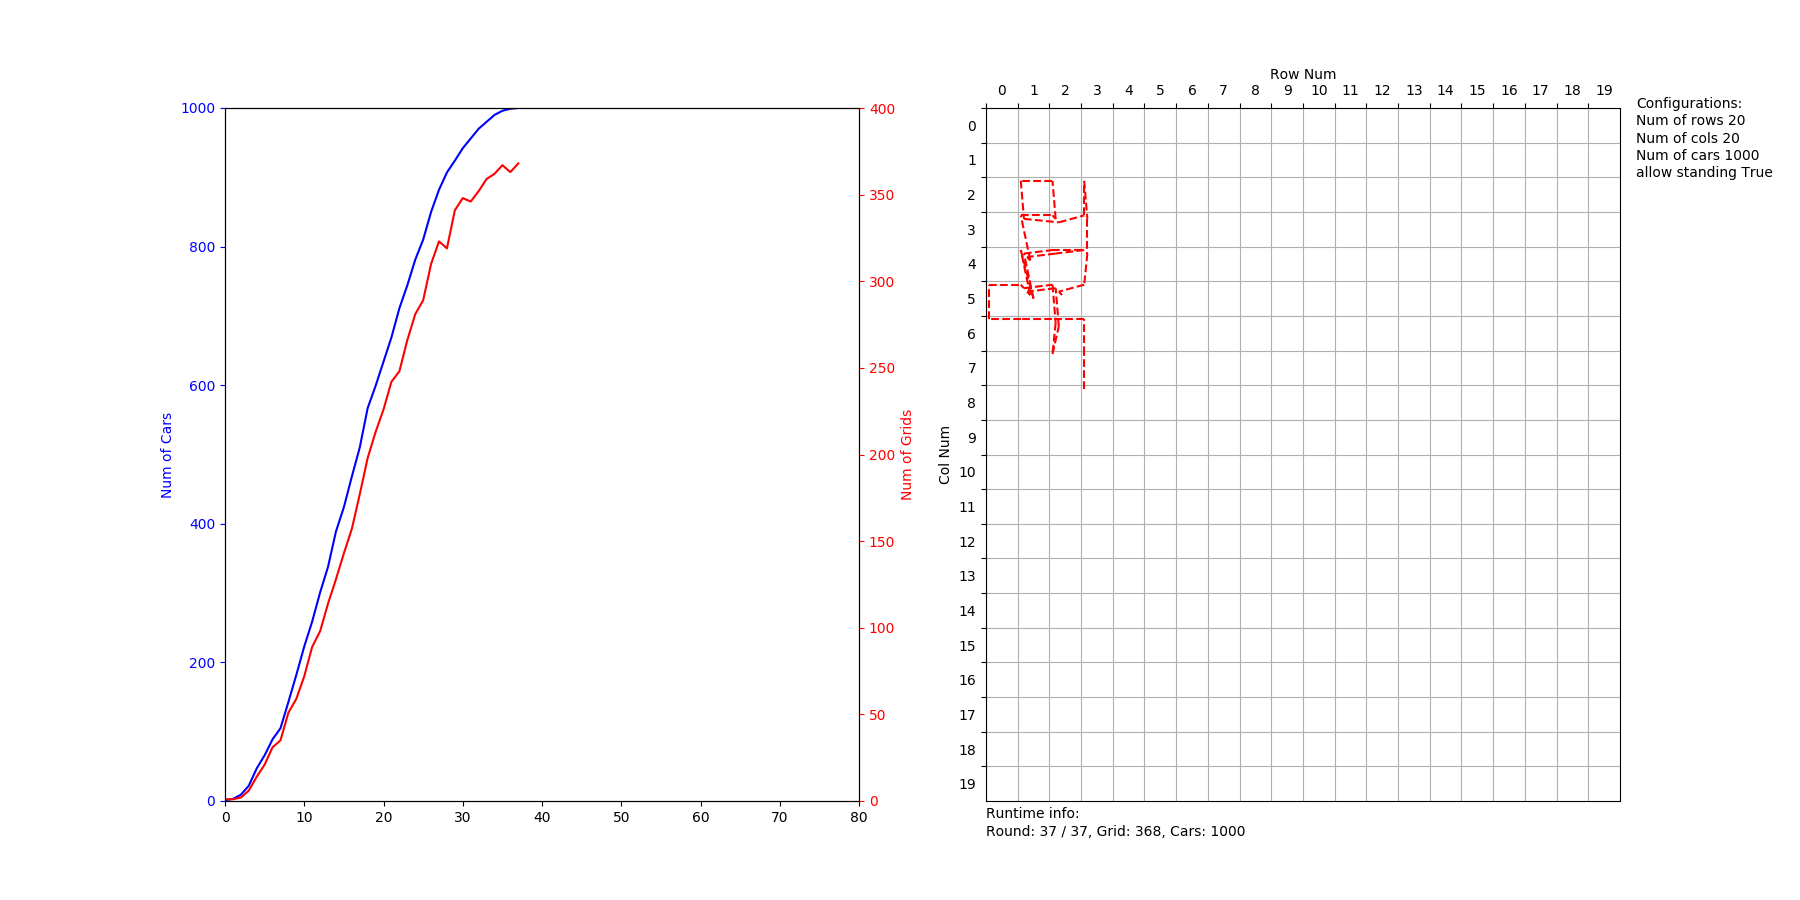 Row Num
0 1 2 3 4 5 6 7 8 9 10 11 12 13 14 15 16 17 18 19
Configurations:
Num of rows 20
Num of cols 20
Num of cars 1000
allow standing True
1000
800
600
400
200
0
Num of Cars
0 10 20 30 40 50 60 70 80
400
350
300
250
200
150
100
50
0
Num of Grids
Col Num
0
1
2
3
4
5
6
7
8
9
10
11
12
13
14
15
16
17
18
19
Runtime info:
Round: 37 / 37, Grid: 368, Cars: 1000